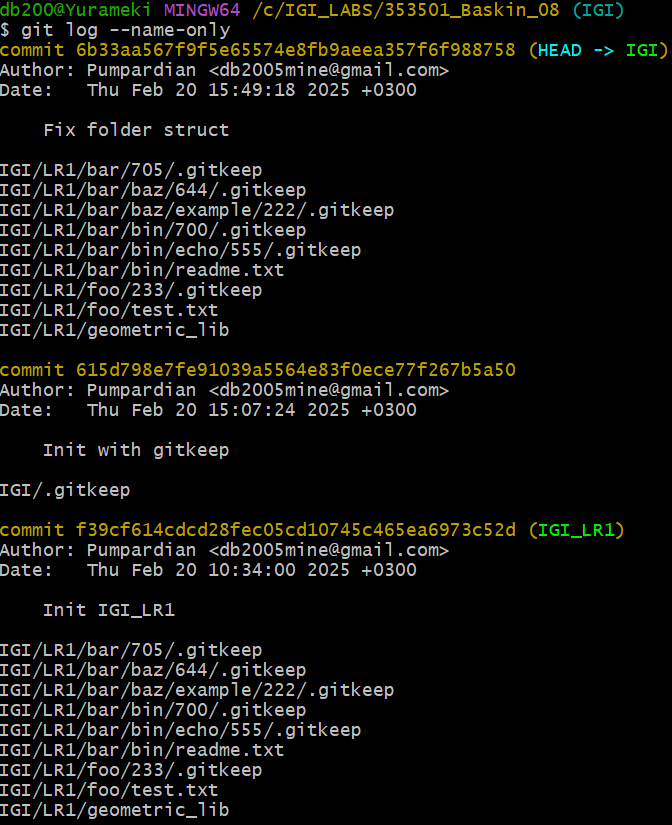 db200@Yurameki MINGW64 /c/IGI_LABS/353501_Baskin_08 (IGI)
$ git log --name-only
commit 6b33aa567f9f5e65574e8fb9aeea357f6f988758 (HEAD -> IGI)
Author: Pumpardian <db2005mine@gmail.com>
Date:   Thu Feb 20 15:49:18 2025 +0300

    Fix folder struct

IGI/LR1/bar/705/.gitkeep
IGI/LR1/bar/baz/644/.gitkeep
IGI/LR1/bar/baz/example/222/.gitkeep
IGI/LR1/bar/bin/700/.gitkeep
IGI/LR1/bar/bin/echo/555/.gitkeep
IGI/LR1/bar/bin/readme.txt
IGI/LR1/foo/233/.gitkeep
IGI/LR1/foo/test.txt
IGI/LR1/geometric_lib

commit 615d798e7fe91039a5564e83f0ece77f267b5a50
Author: Pumpardian <db2005mine@gmail.com>
Date:   Thu Feb 20 15:07:24 2025 +0300

    Init with gitkeep

IGI/.gitkeep

commit f39cf614cdcd28fec05cd10745c465ea6973c52d (IGI_LR1)
Author: Pumpardian <db2005mine@gmail.com>
Date:   Thu Feb 20 10:34:00 2025 +0300

    Init IGI_LR1

IGI/LR1/bar/705/.gitkeep
IGI/LR1/bar/baz/644/.gitkeep
IGI/LR1/bar/baz/example/222/.gitkeep
IGI/LR1/bar/bin/700/.gitkeep
IGI/LR1/bar/bin/echo/555/.gitkeep
IGI/LR1/bar/bin/readme.txt
IGI/LR1/foo/233/.gitkeep
IGI/LR1/foo/test.txt
IGI/LR1/geometric_lib